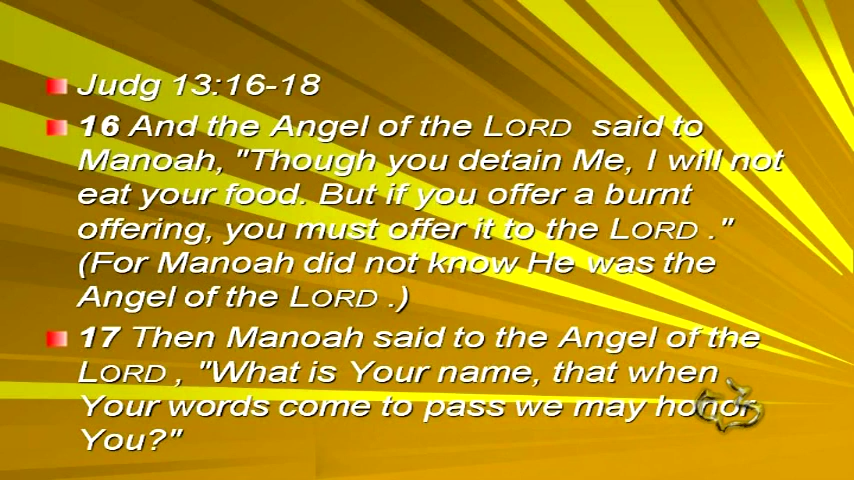 Judg 13:16-18
16 And the Angel of the LORD said to
Manoah, "Though you detain Me, I will not
eat your food. But if you offer a burnt
offering, you must offer it to the LORD ."
(For Manoah did not know He was the
Angel of the LORD .)
17 Then Manoah said to the Angel of the
LORD , "What is Your name, that when
Your words come to pass we may honor
You?"